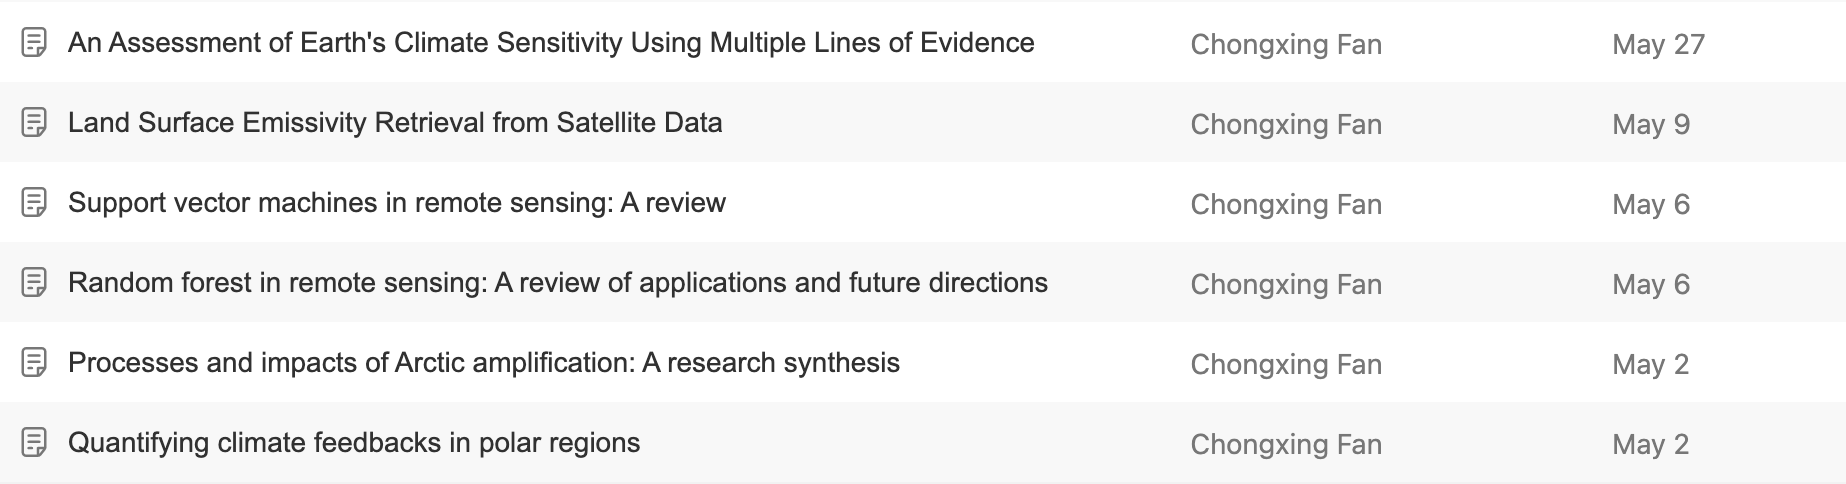 An Assessment of Earth's Climate Sensitivity Using Multiple Lines of Evidence Chongxing Fan May 27
Land Surface Emissivity Retrieval from Satellite Data Chongxing Fan May 9
Support vector machines in remote sensing: A review Chongxing Fan May 6
Random forest in remote sensing: A review of applications and future directions Chongxing Fan May 6
Processes and impacts of Arctic amplification: A research synthesis Chongxing Fan May 2
Quantifying climate feedbacks in polar regions Chongxing Fan May 2